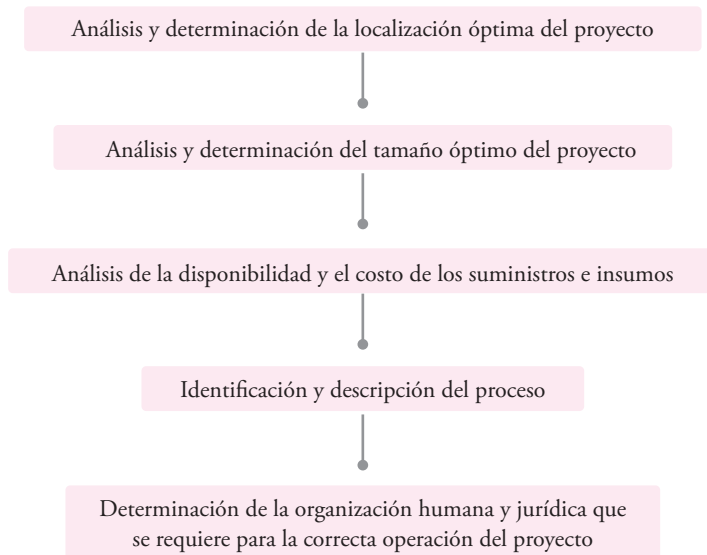 Análisis y determinación de la localización óptima del proyecto
Análisis y determinación del tamaño óptimo del proyecto
Análisis de la disponibilidad y el costo de los suministros e insumos
Identificación y descripción del proceso
Determinación de la organización humana y jurídica que
se requiere para la correcta operación del proyecto